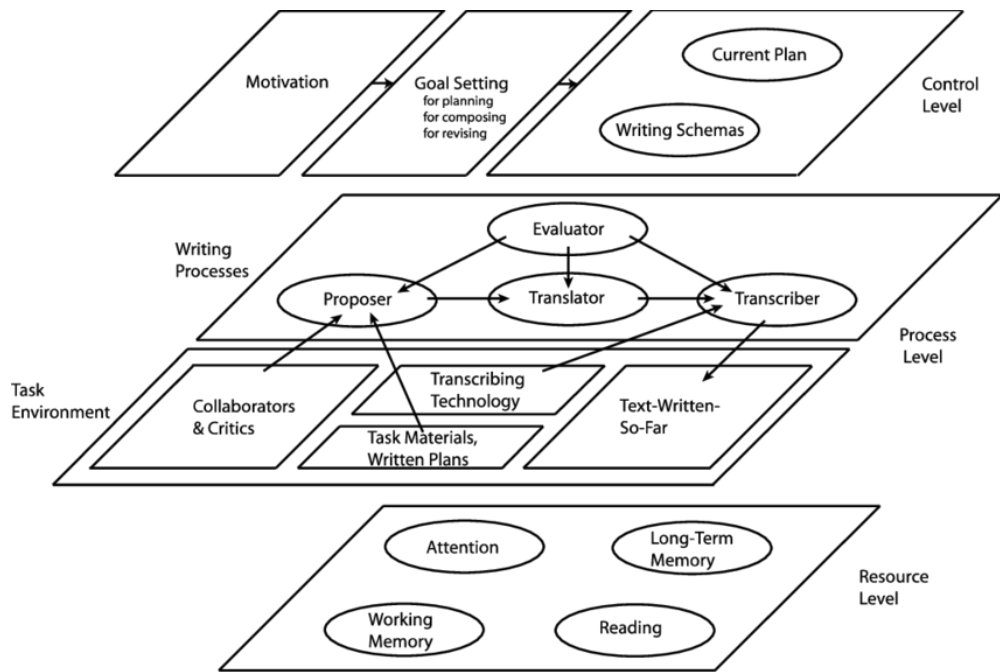 Motivation
Goal Setting
for planning
for composing
for revising
Current Plan
Writing Schemas
Control
Level
Writing
Processes
Evaluator
Proposer
Translator
Transcriber
Process
Level
Task
Environment
Collaborators
& Critics
Transcribing
Technology
Task Materials,
Written Plans
Text-Written-
So-Far
Attention
Long-Term
Memory
Working
Memory
Reading
Resource
Level